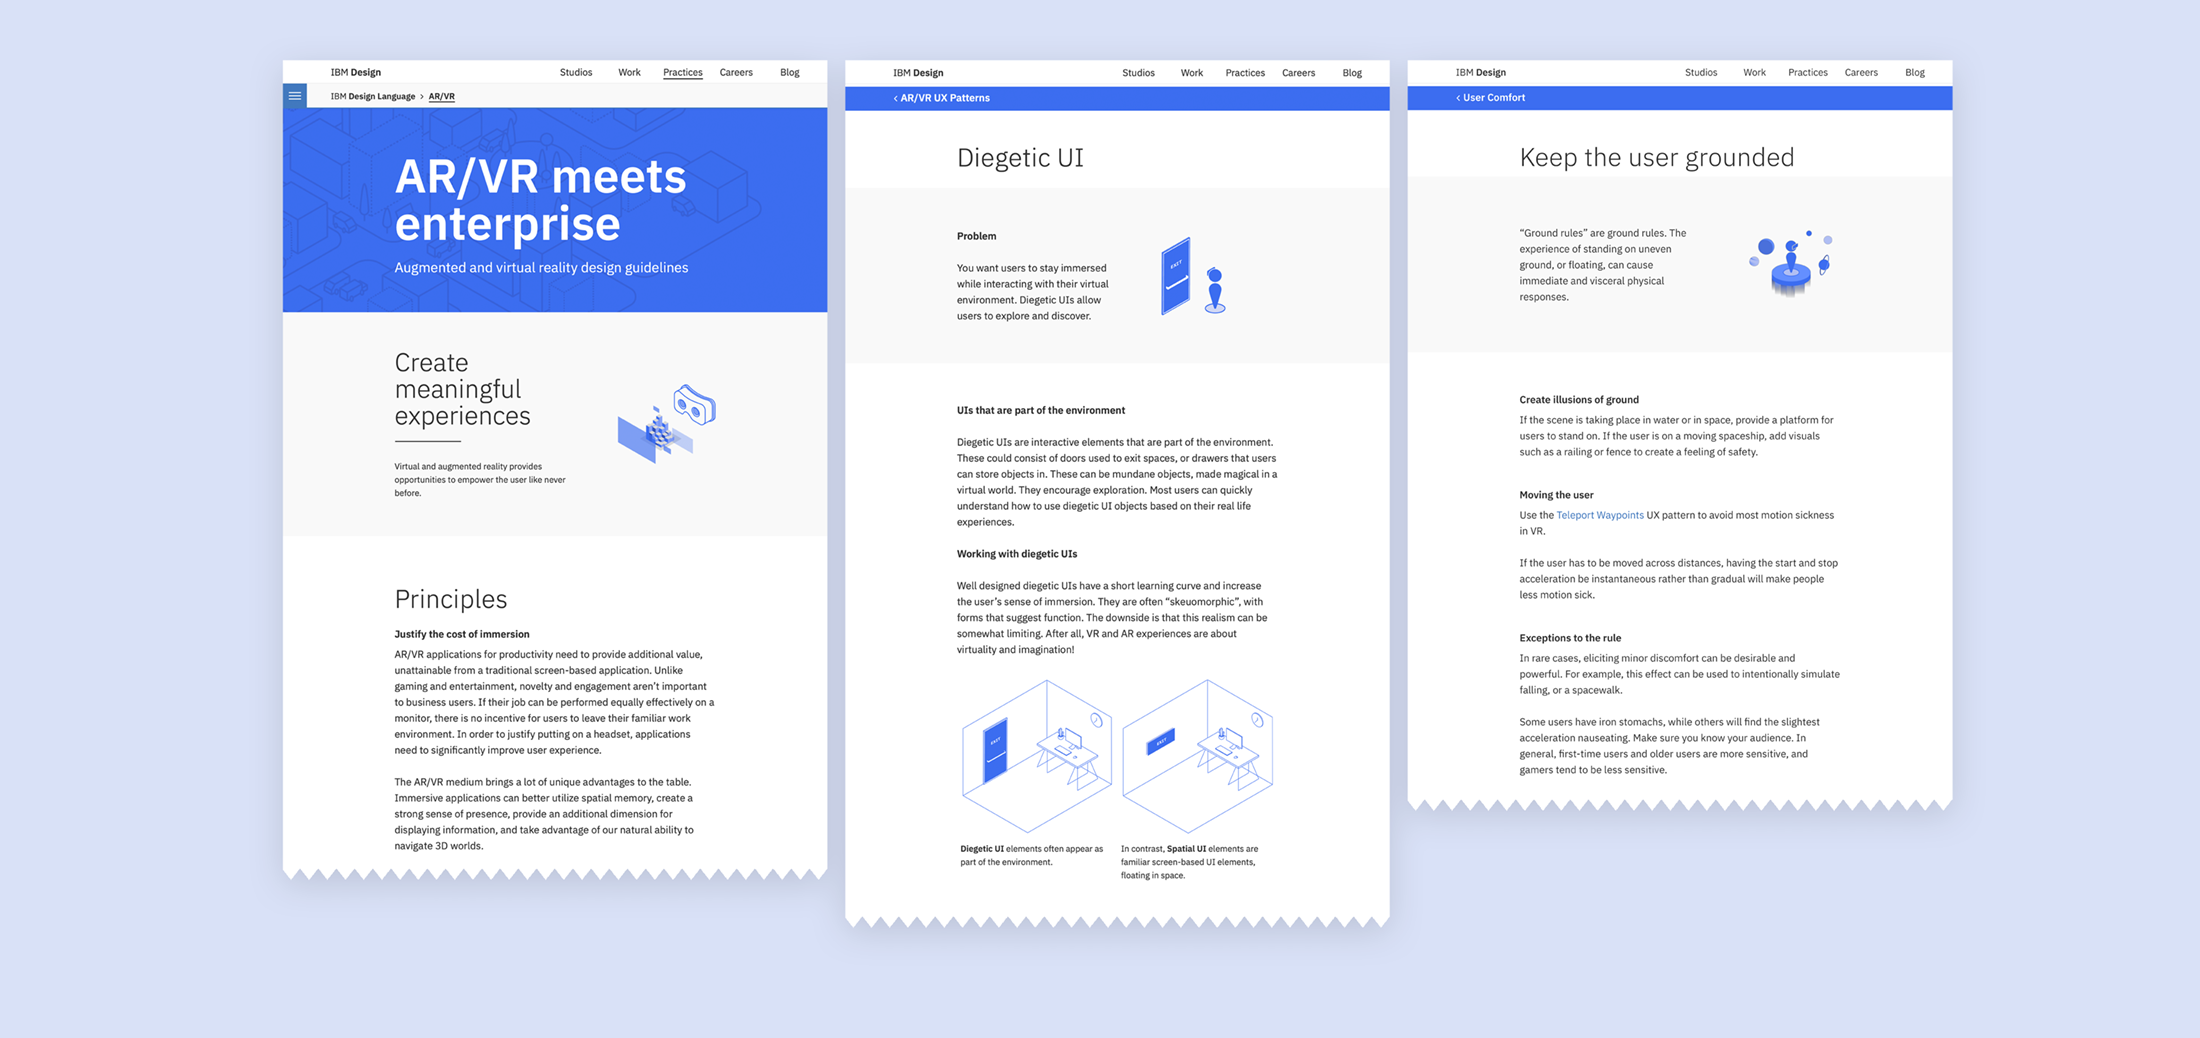 IBM Design
Studios Work Practices Careers Blog
IBM Design Language > AR/VR
AR/VR meets
enterprise
Augmented and virtual reality design guidelines
Create
meaningful
experiences
Virtual and augmented reality provides
opportunities to empower the user like never
before.
Principles
Justify the cost of immersion
AR/VR applications for productivity need to provide additional value,
unattainable from a traditional screen-based application. Unlike
gaming and entertainment, novelty and engagement aren't important
to business users. If their job can be performed equally effectively on a
monitor, there is no incentive for users to leave their familiar work
environment. In order to justify putting on a headset, applications
need to significantly improve user experience.
The AR/VR medium brings a lot of unique advantages to the table.
Immersive applications can better utilize spatial memory, create a
strong sense of presence, provide an additional dimension for
displaying information, and take advantage of our natural ability to
navigate 3D worlds.
IBM Design
Studios Work Practices Careers Blog
< AR/VR UX Patterns
Diegetic UI
Problem
You want users to stay immersed
while interacting with their virtual
environment. Diegetic UIs allow
users to explore and discover.
EXIT
UIs that are part of the environment
Diegetic UIs are interactive elements that are part of the environment.
These could consist of doors used to exit spaces, or drawers that users
can store objects in. These can be mundane objects, made magical in a
virtual world. They encourage exploration. Most users can quickly
understand how to use diegetic UI objects based on their real life
experiences.
Working with diegetic UIs
Well designed diegetic UIs have a short learning curve and increase
the user's sense of immersion. They are often “skeuomorphic”, with
forms that suggest function. The downside is that this realism can be
somewhat limiting. After all, VR and AR experiences are about
virtuality and imagination!
EXIT
EXIT
Diegetic UI elements often appear as
part of the environment.
In contrast, Spatial UI elements are
familiar screen-based UI elements,
floating in space.
IBM Design
Studios Work Practices Careers Blog
< User Comfort
Keep the user grounded
“Ground rules” are ground rules. The
experience of standing on uneven
ground, or floating, can cause
immediate and visceral physical
responses.
Create illusions of ground
If the scene is taking place in water or in space, provide a platform for
users to stand on. If the user is on a moving spaceship, add visuals
such as a railing or fence to create a feeling of safety.
Moving the user
Use the Teleport Waypoints UX pattern to avoid most motion sickness
in VR.
If the user has to be moved across distances, having the start and stop
acceleration be instantaneous rather than gradual will make people
less motion sick.
Exceptions to the rule
In rare cases, eliciting minor discomfort can be desirable and
powerful. For example, this effect can be used to intentionally simulate
falling, or a spacewalk.
Some users have iron stomachs, while others will find the slightest
acceleration nauseating. Make sure you know your audience. In
general, first-time users and older users are more sensitive, and
gamers tend to be less sensitive.